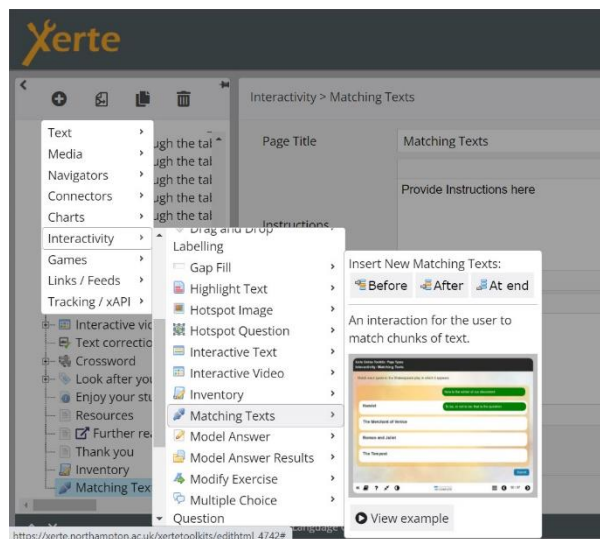 Xerte
Interactivity > Matching Texts
Page Title
Matching Texts
Provide Instructions here
Instructions
Text
Media
Navigators
Connectors
Charts
Interactivity
Games
Links / Feeds
Tracking / xAPI
ugh the tal
ugh the tal
ugh the tal
ugh the tal
ugh the tal
Interactive vid
Text correctio
Crossword
Look after you
Enjoy your stu
Resources
Further re
Thank you
Inventory
Matching Tex
Drag and Drop
Labelling
Gap Fill
Highlight Text
Hotspot Image
Hotspot Question
Interactive Text
Interactive Video
Inventory
Matching Texts
Model Answer
Model Answer Results
Modify Exercise
Multiple Choice
Question
Insert New Matching Texts:
Before After At end
An interaction for the user to
match chunks of text.
Hamlet
The Merchant of Venice
Romeo and Juliet
The Tempest
View example
https://xerte.northampton.ac.uk/xertetoolkits/edithtml_4742#